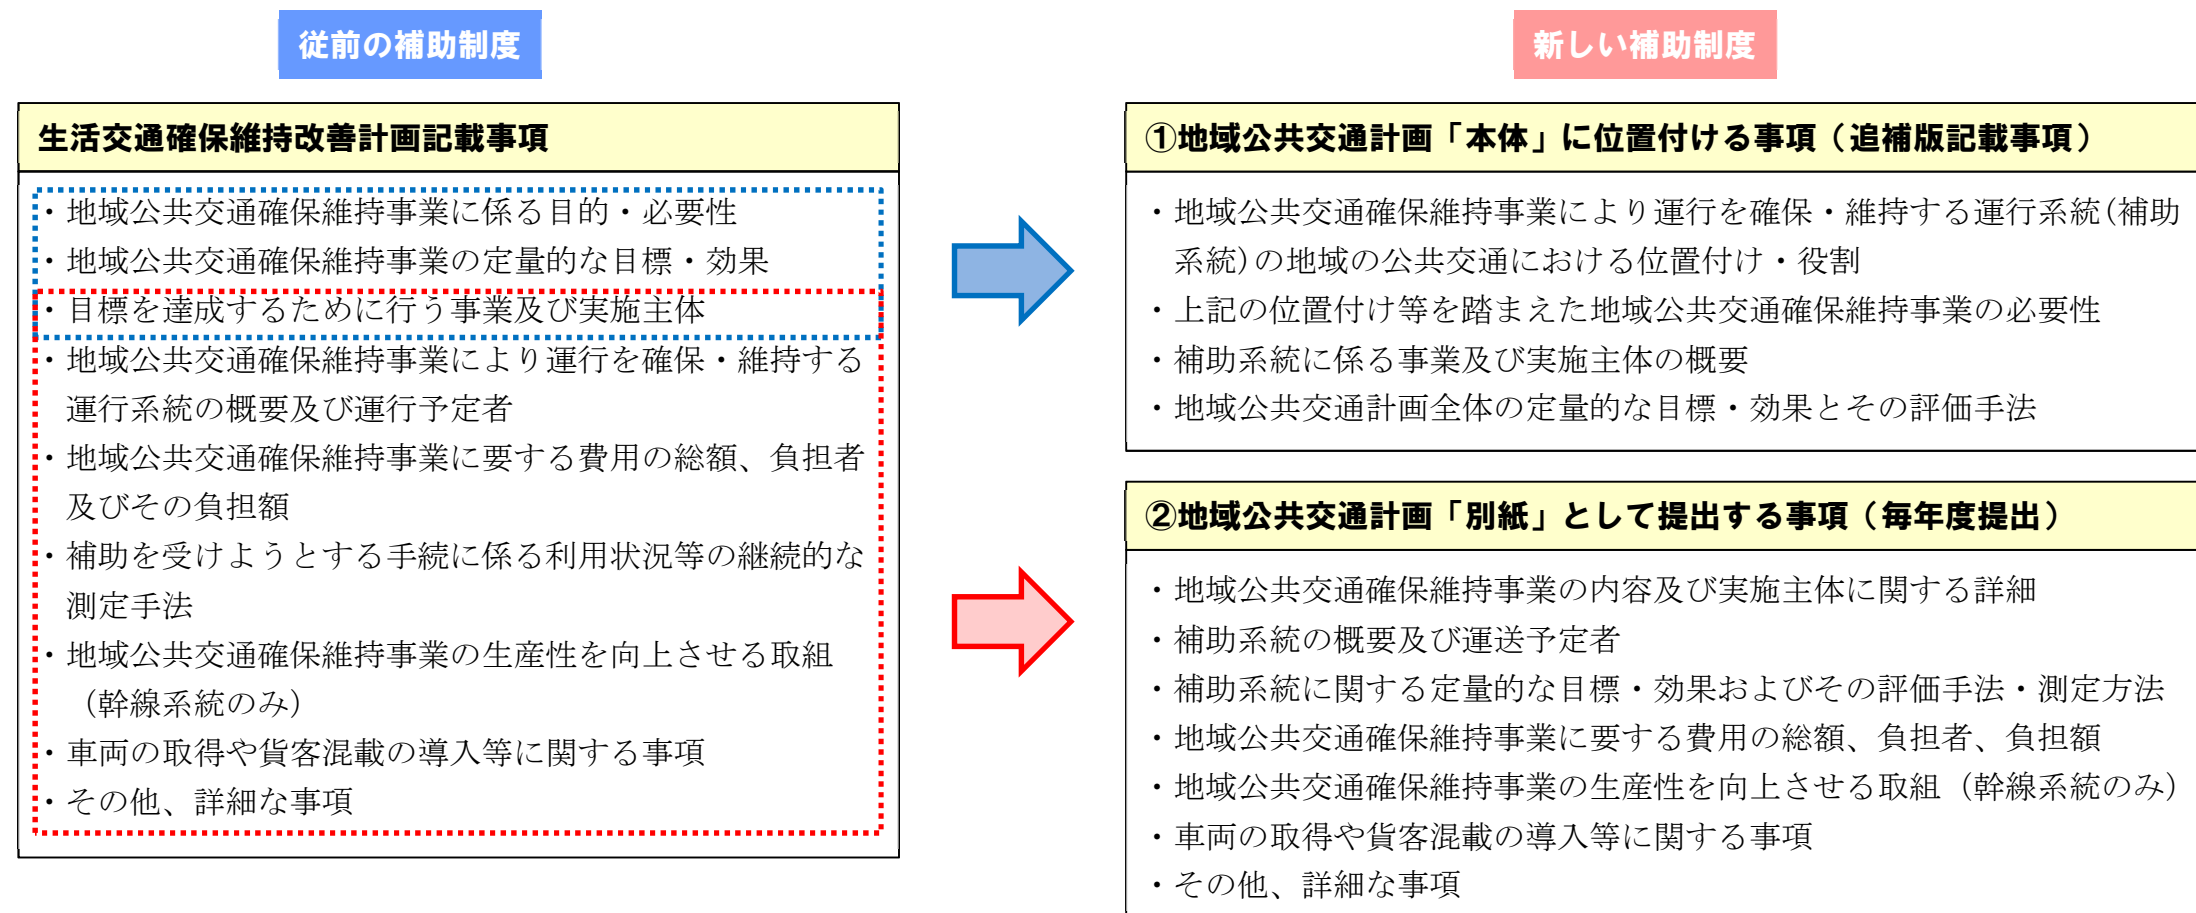 従前の補助制度
生活交通確保維持改善計画記載事項
・地域公共交通確保維持事業に係る目的・必要性
・地域公共交通確保維持事業の定量的な目標・効果
・目標を達成するために行う事業及び実施主体
・地域公共交通確保維持事業により運行を確保・維持する
運行系統の概要及び運行予定者
・地域公共交通確保維持事業に要する費用の総額、負担者
及びその負担額
・補助を受けようとする手続に係る利用状況等の継続的な
測定手法
・地域公共交通確保維持事業の生産性を向上させる取組
（幹線系統のみ）
・車両の取得や貨客混載の導入等に関する事項
・その他、詳細な事項
新しい補助制度
①地域公共交通計画「本体」に位置付ける事項（追補版記載事項）
・地域公共交通確保維持事業により運行を確保・維持する運行系統(補助
系統)の地域の公共交通における位置付け・役割
・上記の位置付け等を踏まえた地域公共交通確保維持事業の必要性
・補助系統に係る事業及び実施主体の概要
・地域公共交通計画全体の定量的な目標・効果とその評価手法
②地域公共交通計画「別紙」として提出する事項（毎年度提出）
・地域公共交通確保維持事業の内容及び実施主体に関する詳細
・補助系統の概要及び運送予定者
・補助系統に関する定量的な目標・効果およびその評価手法・測定方法
・地域公共交通確保維持事業に要する費用の総額、負担者、負担額
・地域公共交通確保維持事業の生産性を向上させる取組（幹線系統のみ）
・車両の取得や貨客混載の導入等に関する事項
・その他、詳細な事項